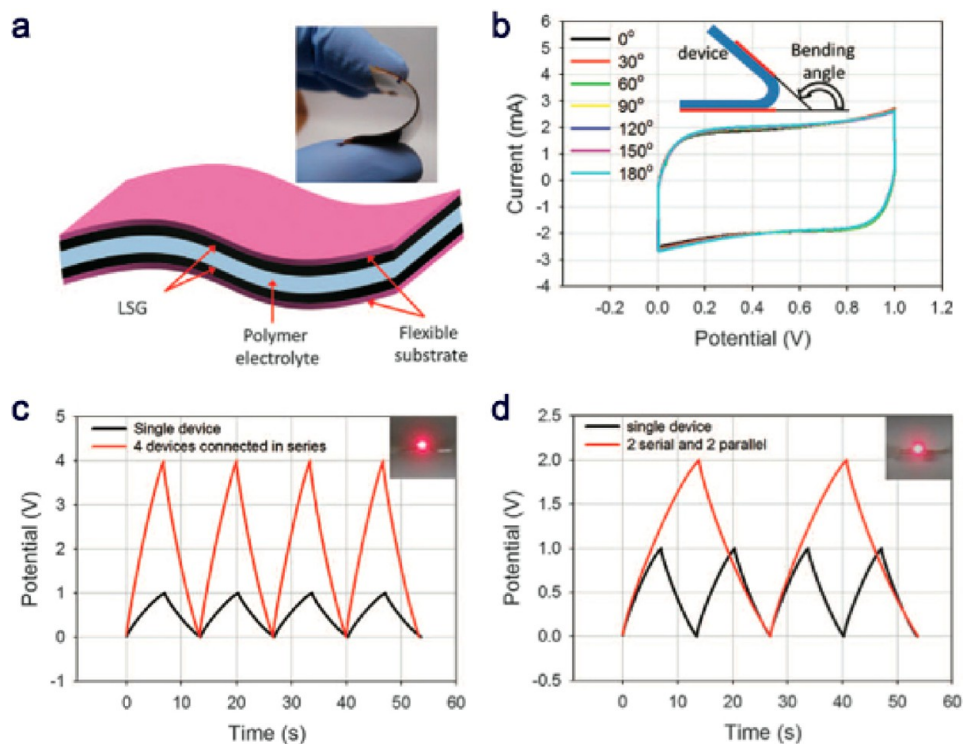 a
LSG
Polymer
electrolyte
Flexible
substrate
b
Current (mA)
6
5
4
3
2
1
0
-1
-2
-3
-4
0°
30°
60°
90°
120°
150°
180°
device
Bending
angle
-0.2 0.0 0.2 0.4 0.6 0.8 1.0 1.2
Potential (V)
c
Potential (V)
5
4
3
2
1
0
-1
Single device
4 devices connected in series
0 10 20 30 40 50 60
Time (s)
d
Potential (V)
2.5
2.0
1.5
1.0
0.5
0.0
-0.5
single device
2 serial and 2 parallel
0 10 20 30 40 50 60
Time (s)